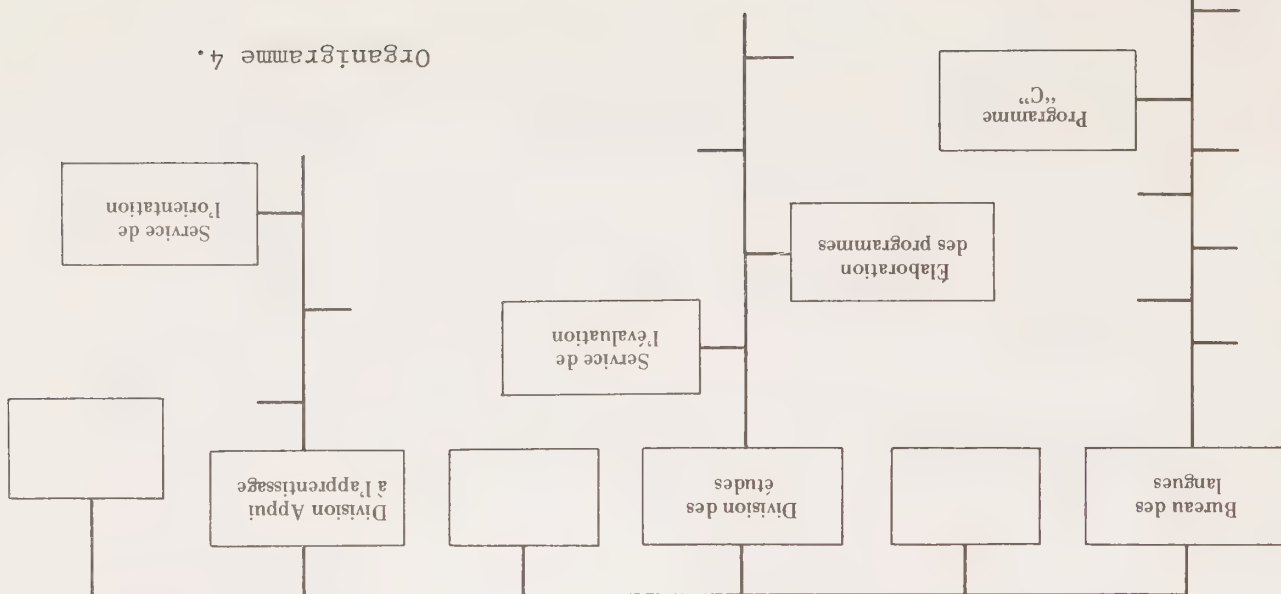 Bureau des
langues
Division des
études
Division Appui
à l'apprentissage
Service de
l'évaluation
Élaboration
des programmes
Service de
l'orientation
Programme
“C”
Organigramme 4.